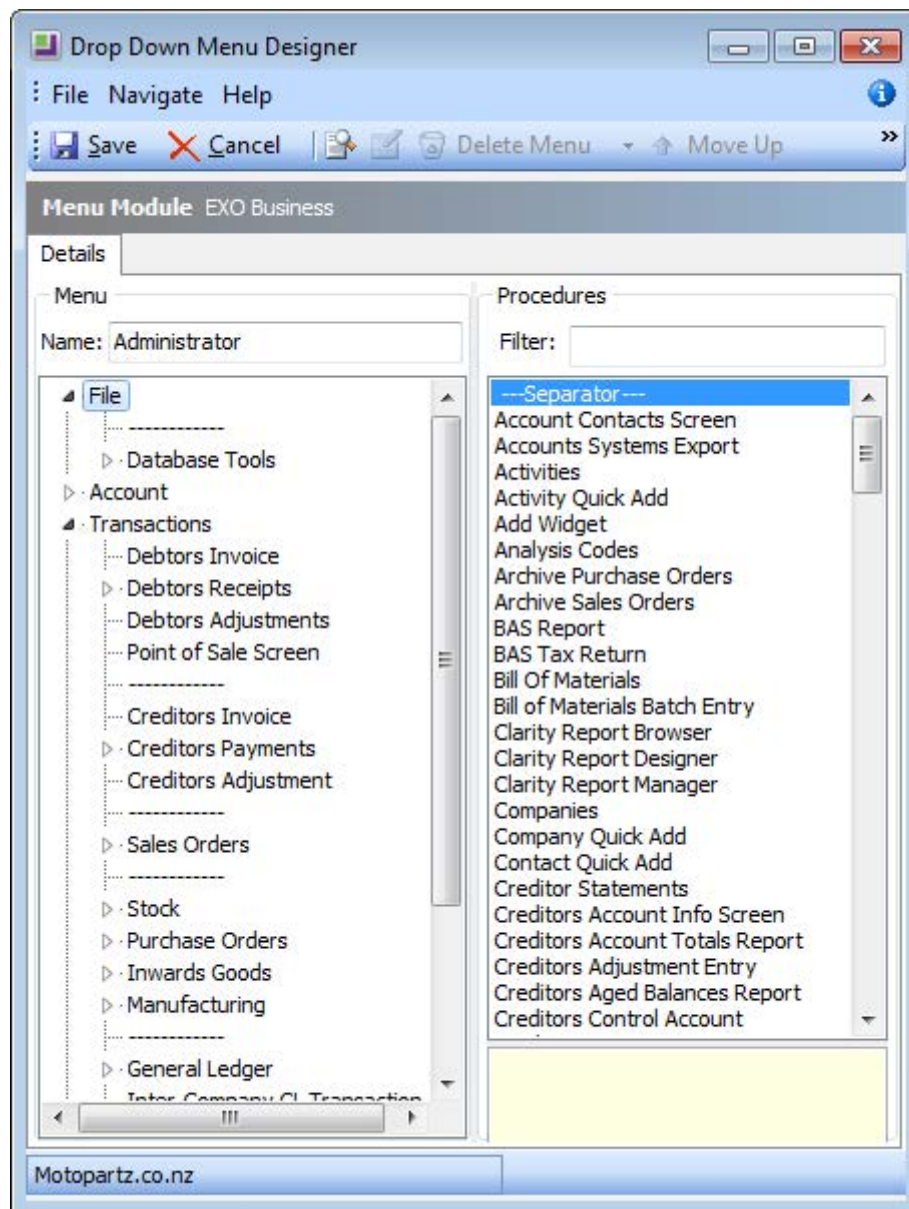 Drop Down Menu Designer
File Navigate Help
Save Cancel Delete Menu Move Up »
Menu Module EXO Business
Details
Menu
Name: Administrator
File
------------
Database Tools
Account
Transactions
Debtors Invoice
Debtors Receipts
Debtors Adjustments
Point of Sale Screen
------------
Creditors Invoice
Creditors Payments
Creditors Adjustment
------------
Sales Orders
------------
Stock
Purchase Orders
Inwards Goods
Manufacturing
------------
General Ledger
Procedures
Filter:
---Separator---
Account Contacts Screen
Accounts Systems Export
Activities
Activity Quick Add
Add Widget
Analysis Codes
Archive Purchase Orders
Archive Sales Orders
BAS Report
BAS Tax Return
Bill Of Materials
Bill of Materials Batch Entry
Clarity Report Browser
Clarity Report Designer
Clarity Report Manager
Companies
Company Quick Add
Contact Quick Add
Creditor Statements
Creditors Account Info Screen
Creditors Account Totals Report
Creditors Adjustment Entry
Creditors Aged Balances Report
Creditors Control Account
Motopartz.co.nz